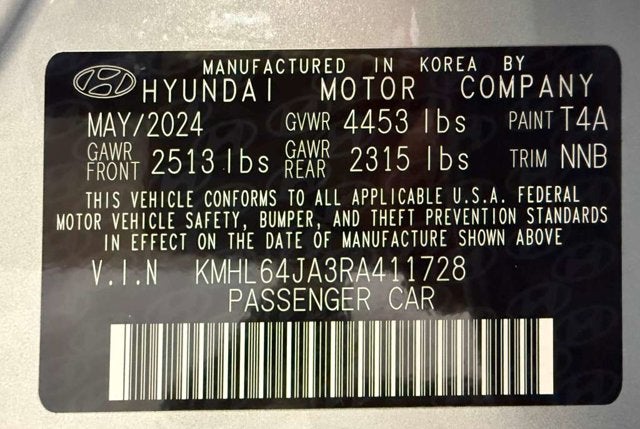 MANUFACTURED IN KOREA BY
HYUNDAI MOTOR COMPANY
MAY/2024 GVWR 4453 lbs PAINT T4A
GAWR FRONT 2513 lbs GAWR REAR 2315 lbs TRIM NNB
THIS VEHICLE CONFORMS TO ALL APPLICABLE U.S.A. FEDERAL
MOTOR VEHICLE SAFETY, BUMPER, AND THEFT PREVENTION STANDARDS
IN EFFECT ON THE DATE OF MANUFACTURE SHOWN ABOVE
V.I.N KMHL64JA3RA411728
PASSENGER CAR